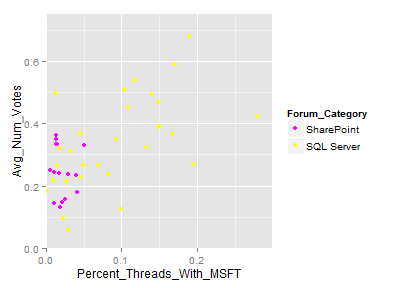 Avg_Num_Votes
0.6
0.4
0.2
0.0
0.0
0.1
0.2
Percent_Threads_With_MSFT
Forum_Category
SharePoint
SQL Server